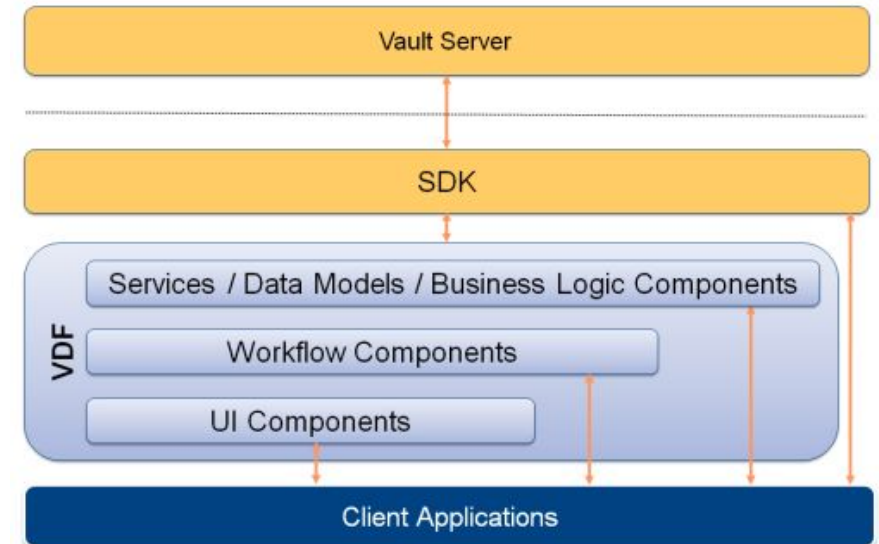 Vault Server
SDK
VDF
Services / Data Models / Business Logic Components
Workflow Components
UI Components
Client Applications